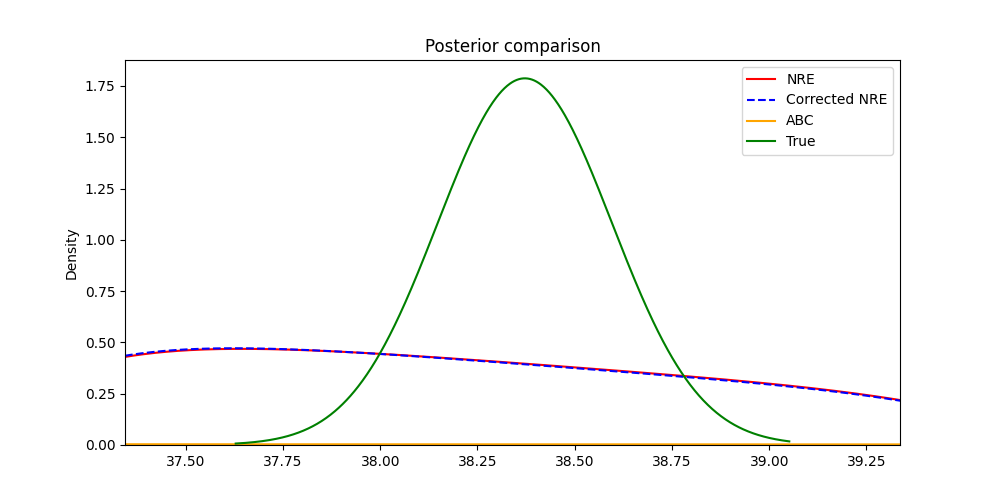 Posterior comparison
NRE
Corrected NRE
ABC
True
Density
1.75
1.50
1.25
1.00
0.75
0.50
0.25
0.00
37.50 37.75 38.00 38.25 38.50 38.75 39.00 39.25